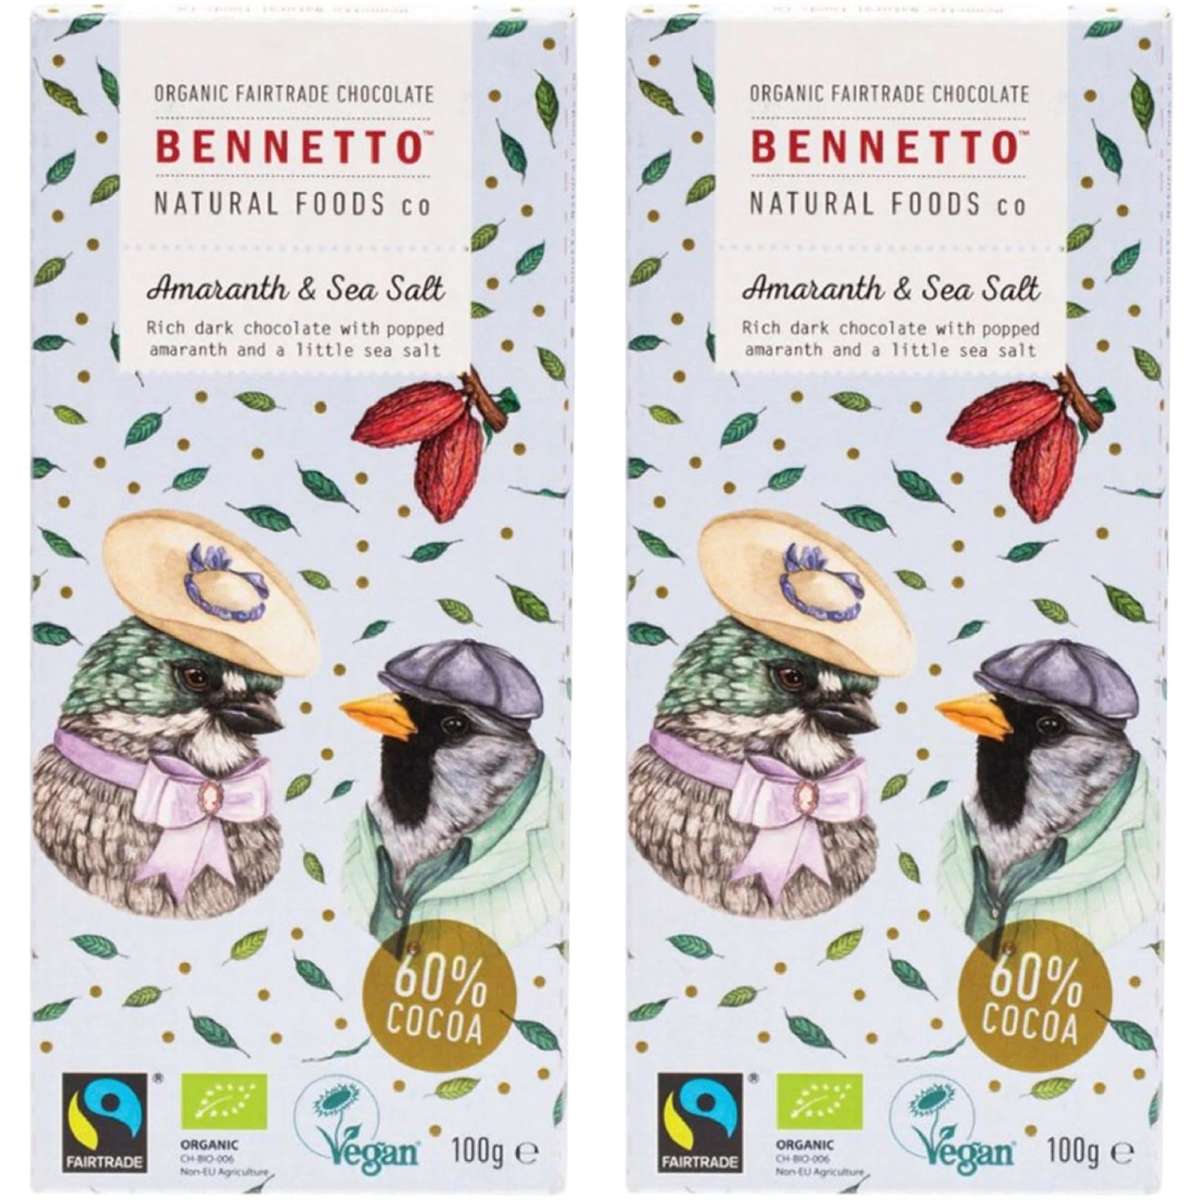 ORGANIC FAIRTRADE CHOCOLATE
BENNETTO™
NATURAL FOODS co
Amaranth & Sea Salt
Rich dark chocolate with popped
amaranth and a little sea salt
60%
COCOA
FAIRTRADE
®
ORGANIC
CH-BIO-006
Non-EU Agriculture
Vegan
100g ℮
ORGANIC FAIRTRADE CHOCOLATE
BENNETTO™
NATURAL FOODS co
Amaranth & Sea Salt
Rich dark chocolate with popped
amaranth and a little sea salt
60%
COCOA
FAIRTRADE
®
ORGANIC
CH-BIO-006
Non-EU Agriculture
Vegan
100g ℮